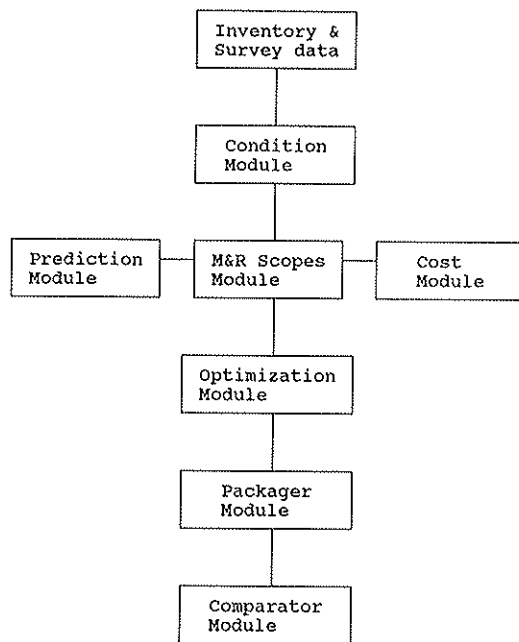 Inventory &
Survey data
Condition
Module
Prediction
Module
M&R Scopes
Module
Cost
Module
Optimization
Module
Packager
Module
Comparator
Module